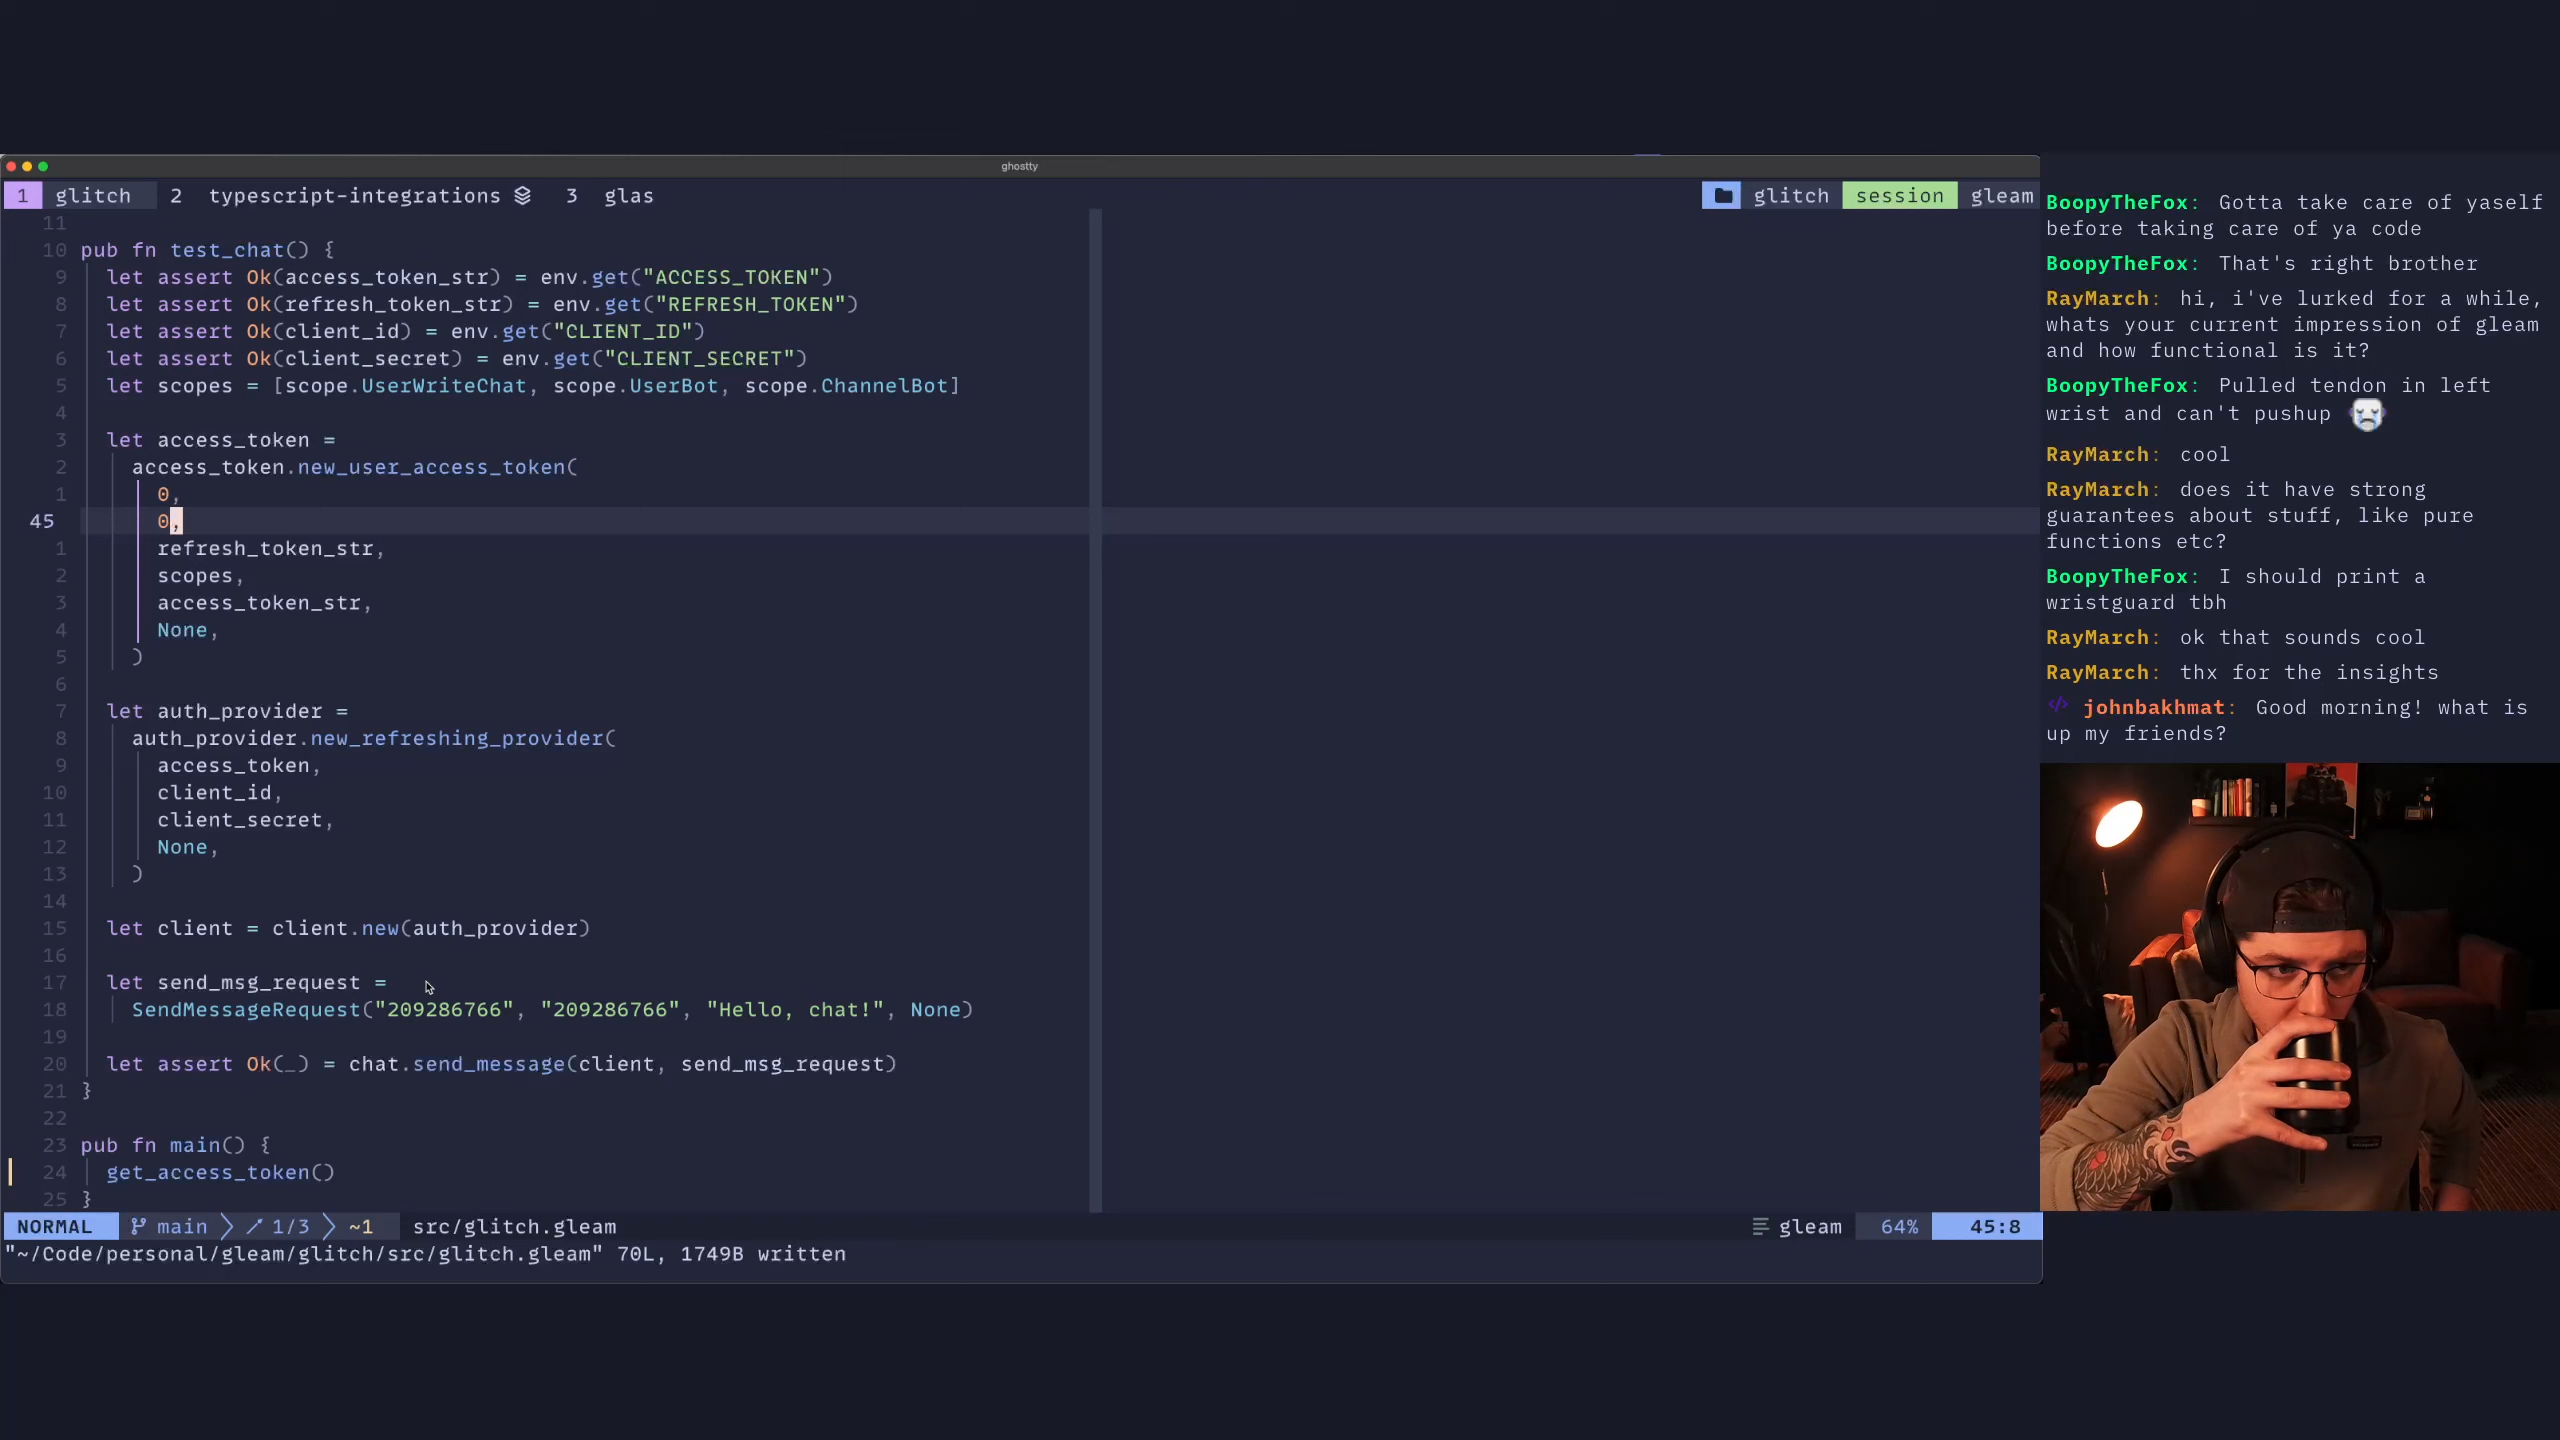 ghostty
1 glitch 2 typescript-integrations 3 glas glitch session gleam
11
10 pub fn test_chat() {
9 let assert Ok(access_token_str) = env.get("ACCESS_TOKEN")
8 let assert Ok(refresh_token_str) = env.get("REFRESH_TOKEN")
7 let assert Ok(client_id) = env.get("CLIENT_ID")
6 let assert Ok(client_secret) = env.get("CLIENT_SECRET")
5 let scopes = [scope.UserWriteChat, scope.UserBot, scope.ChannelBot]
4
3 let access_token =
2 access_token.new_user_access_token(
1 0,
45 0,
1 refresh_token_str,
2 scopes,
3 access_token_str,
4 None,
5 )
6
7 let auth_provider =
8 auth_provider.new_refreshing_provider(
9 access_token,
10 client_id,
11 client_secret,
12 None,
13 )
14
15 let client = client.new(auth_provider)
16
17 let send_msg_request =
18 SendMessageRequest("209286766", "209286766", "Hello, chat!", None)
19
20 let assert Ok(_) = chat.send_message(client, send_msg_request)
21 }
22
23 pub fn main() {
24 get_access_token()
25 }
NORMAL main 1/3 ~1 src/glitch.gleam gleam 64% 45:8
"~/Code/personal/gleam/glitch/src/glitch.gleam" 70L, 1749B written
BoopyTheFox: Gotta take care of yaself
before taking care of ya code
BoopyTheFox: That's right brother
RayMarch: hi, i've lurked for a while,
whats your current impression of gleam
and how functional is it?
BoopyTheFox: Pulled tendon in left
wrist and can't pushup
RayMarch: cool
RayMarch: does it have strong
guarantees about stuff, like pure
functions etc?
BoopyTheFox: I should print a
wristguard tbh
RayMarch: ok that sounds cool
RayMarch: thx for the insights
johnbakhmat: Good morning! what is
up my friends?